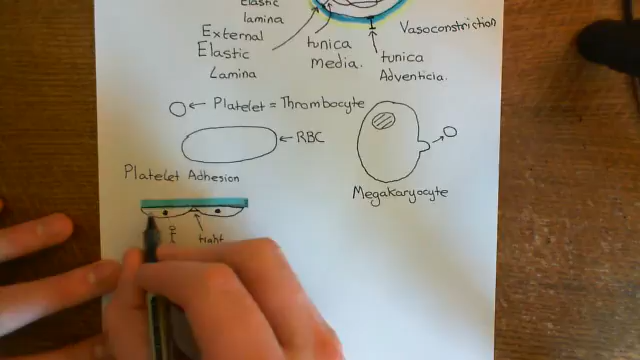 Elastic
lamina
External
Elastic
Lamina
tunica
Media.
tunica
Adventicia.
Vasoconstriction
Platelet = Thrombocyte
RBC
Megakaryocyte
Platelet Adhesion
tight